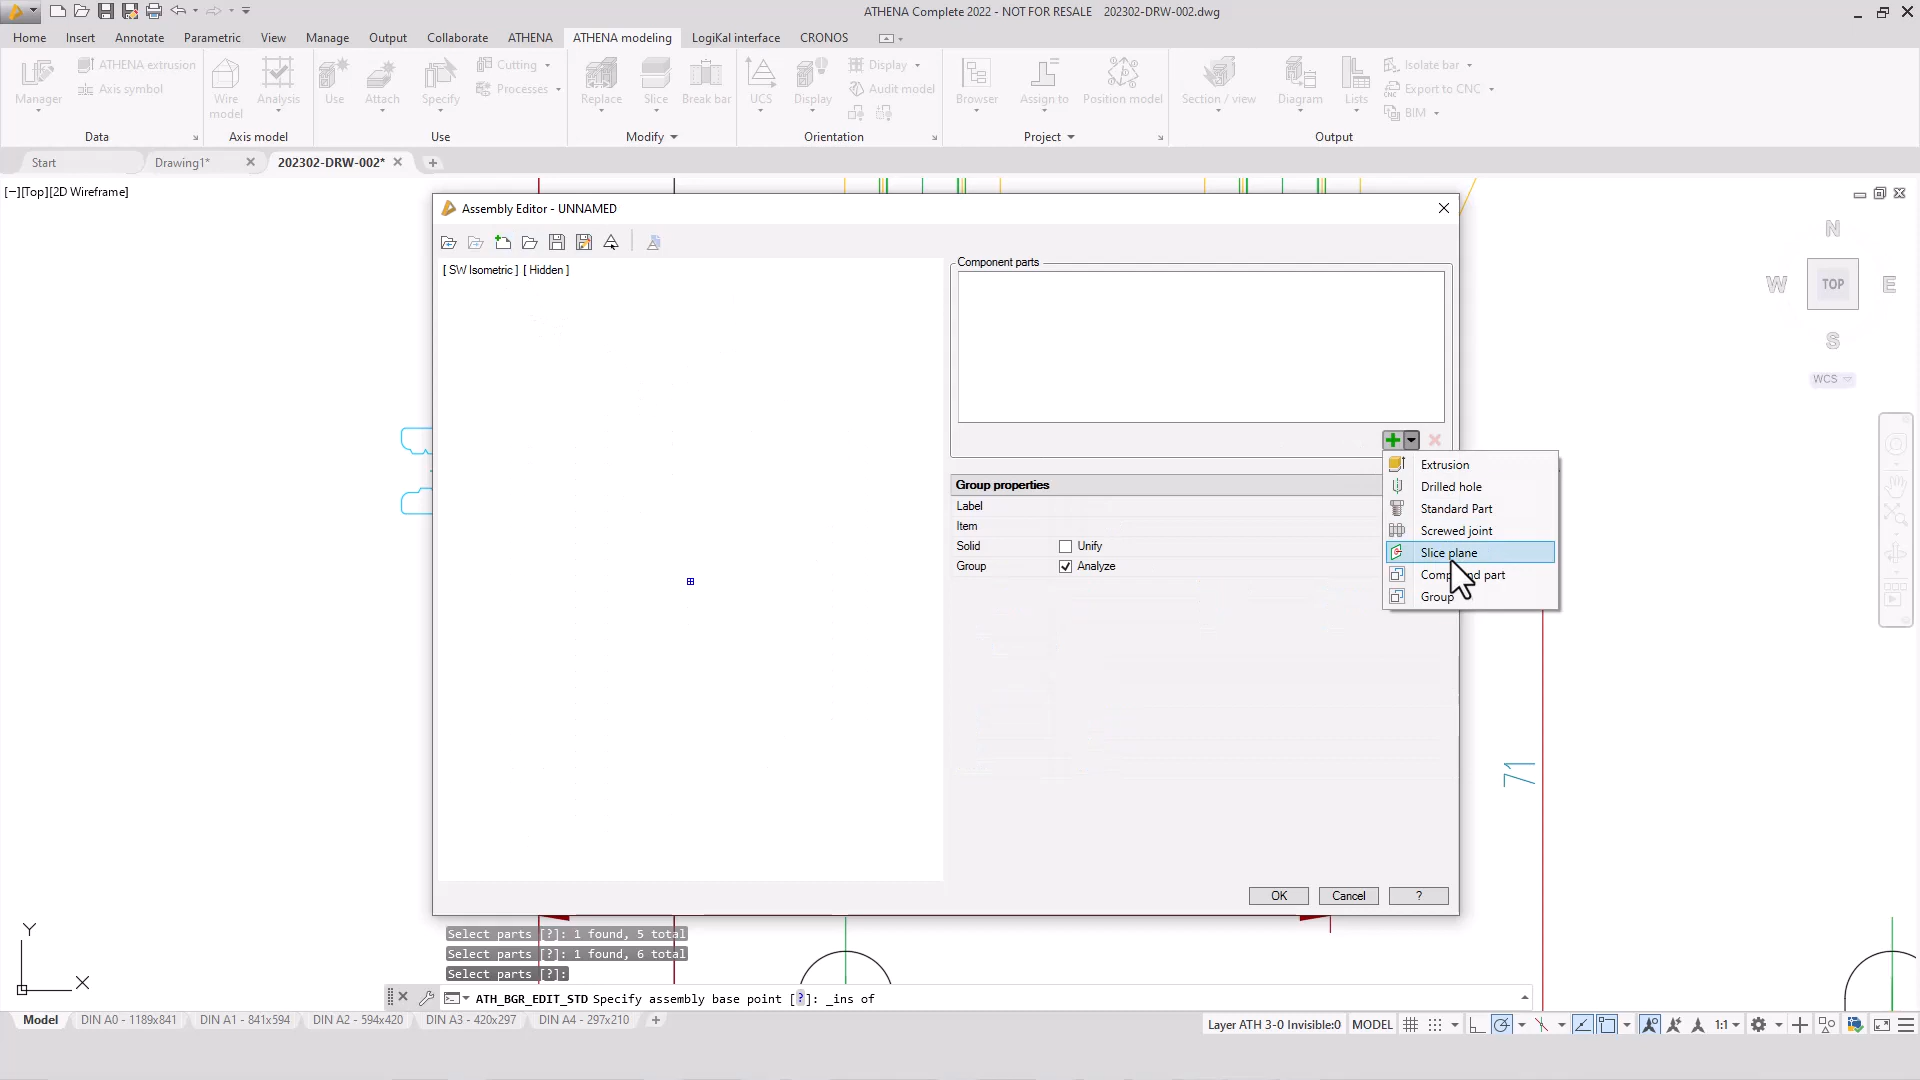 ATHENA Complete 2022 - NOT FOR RESALE 202302-DRW-002.dwg
Home Insert Annotate Parametric View Manage Output Collaborate ATHENA ATHENA modeling LogiKal interface CRONOS
Manager
ATHENA extrusion
Axis symbol
Data
Wire model
Analysis
Axis model
Use
Attach
Specify
Cutting
Processes
Use
Replace
Slice
Break bar
Modify
UCS
Display
Display
Audit model
Orientation
Browser
Assign to
Position model
Project
Section / view
Diagram
Lists
Isolate bar
CNC Export to CNC
BIM
Output
Start Drawing1* 202302-DRW-002*
[−][Top][2D Wireframe]
N
W TOP E
S
WCS
Assembly Editor - UNNAMED
[ SW Isometric ] [ Hidden ]
Component parts
Extrusion
Drilled hole
Standard Part
Screwed joint
Slice plane
Group
Group properties
Label
Item
Solid Unify
Group Analyze
OK Cancel ?
71
Y
X
Select parts [?]: 1 found, 5 total
Select parts [?]: 1 found, 6 total
Select parts [?]:
ATH_BGR_EDIT_STD Specify assembly base point [?]: _ins of
Model DIN A0 - 1189x841 DIN A1 - 841x594 DIN A2 - 594x420 DIN A3 - 420x297 DIN A4 - 297x210
Layer ATH 3-0 Invisible:0 MODEL 1:1